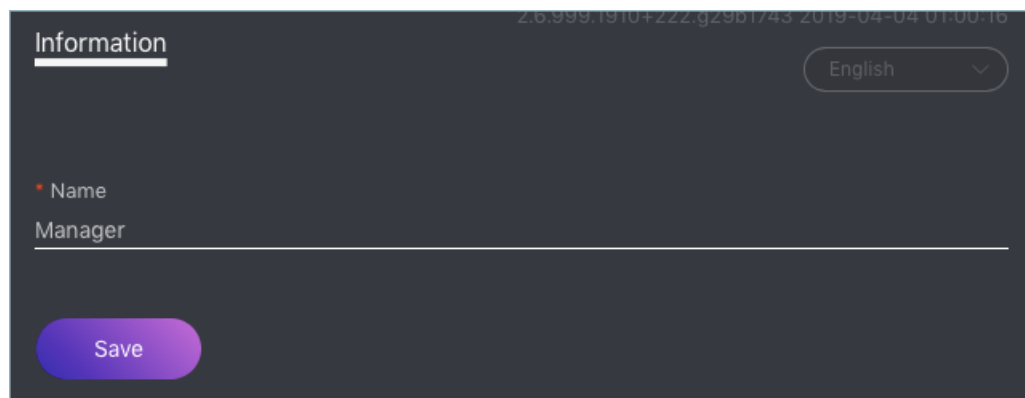 2.6.999.1910+222.g29b1743 2019-04-04 01:00:16
Information
English
* Name
Manager
Save